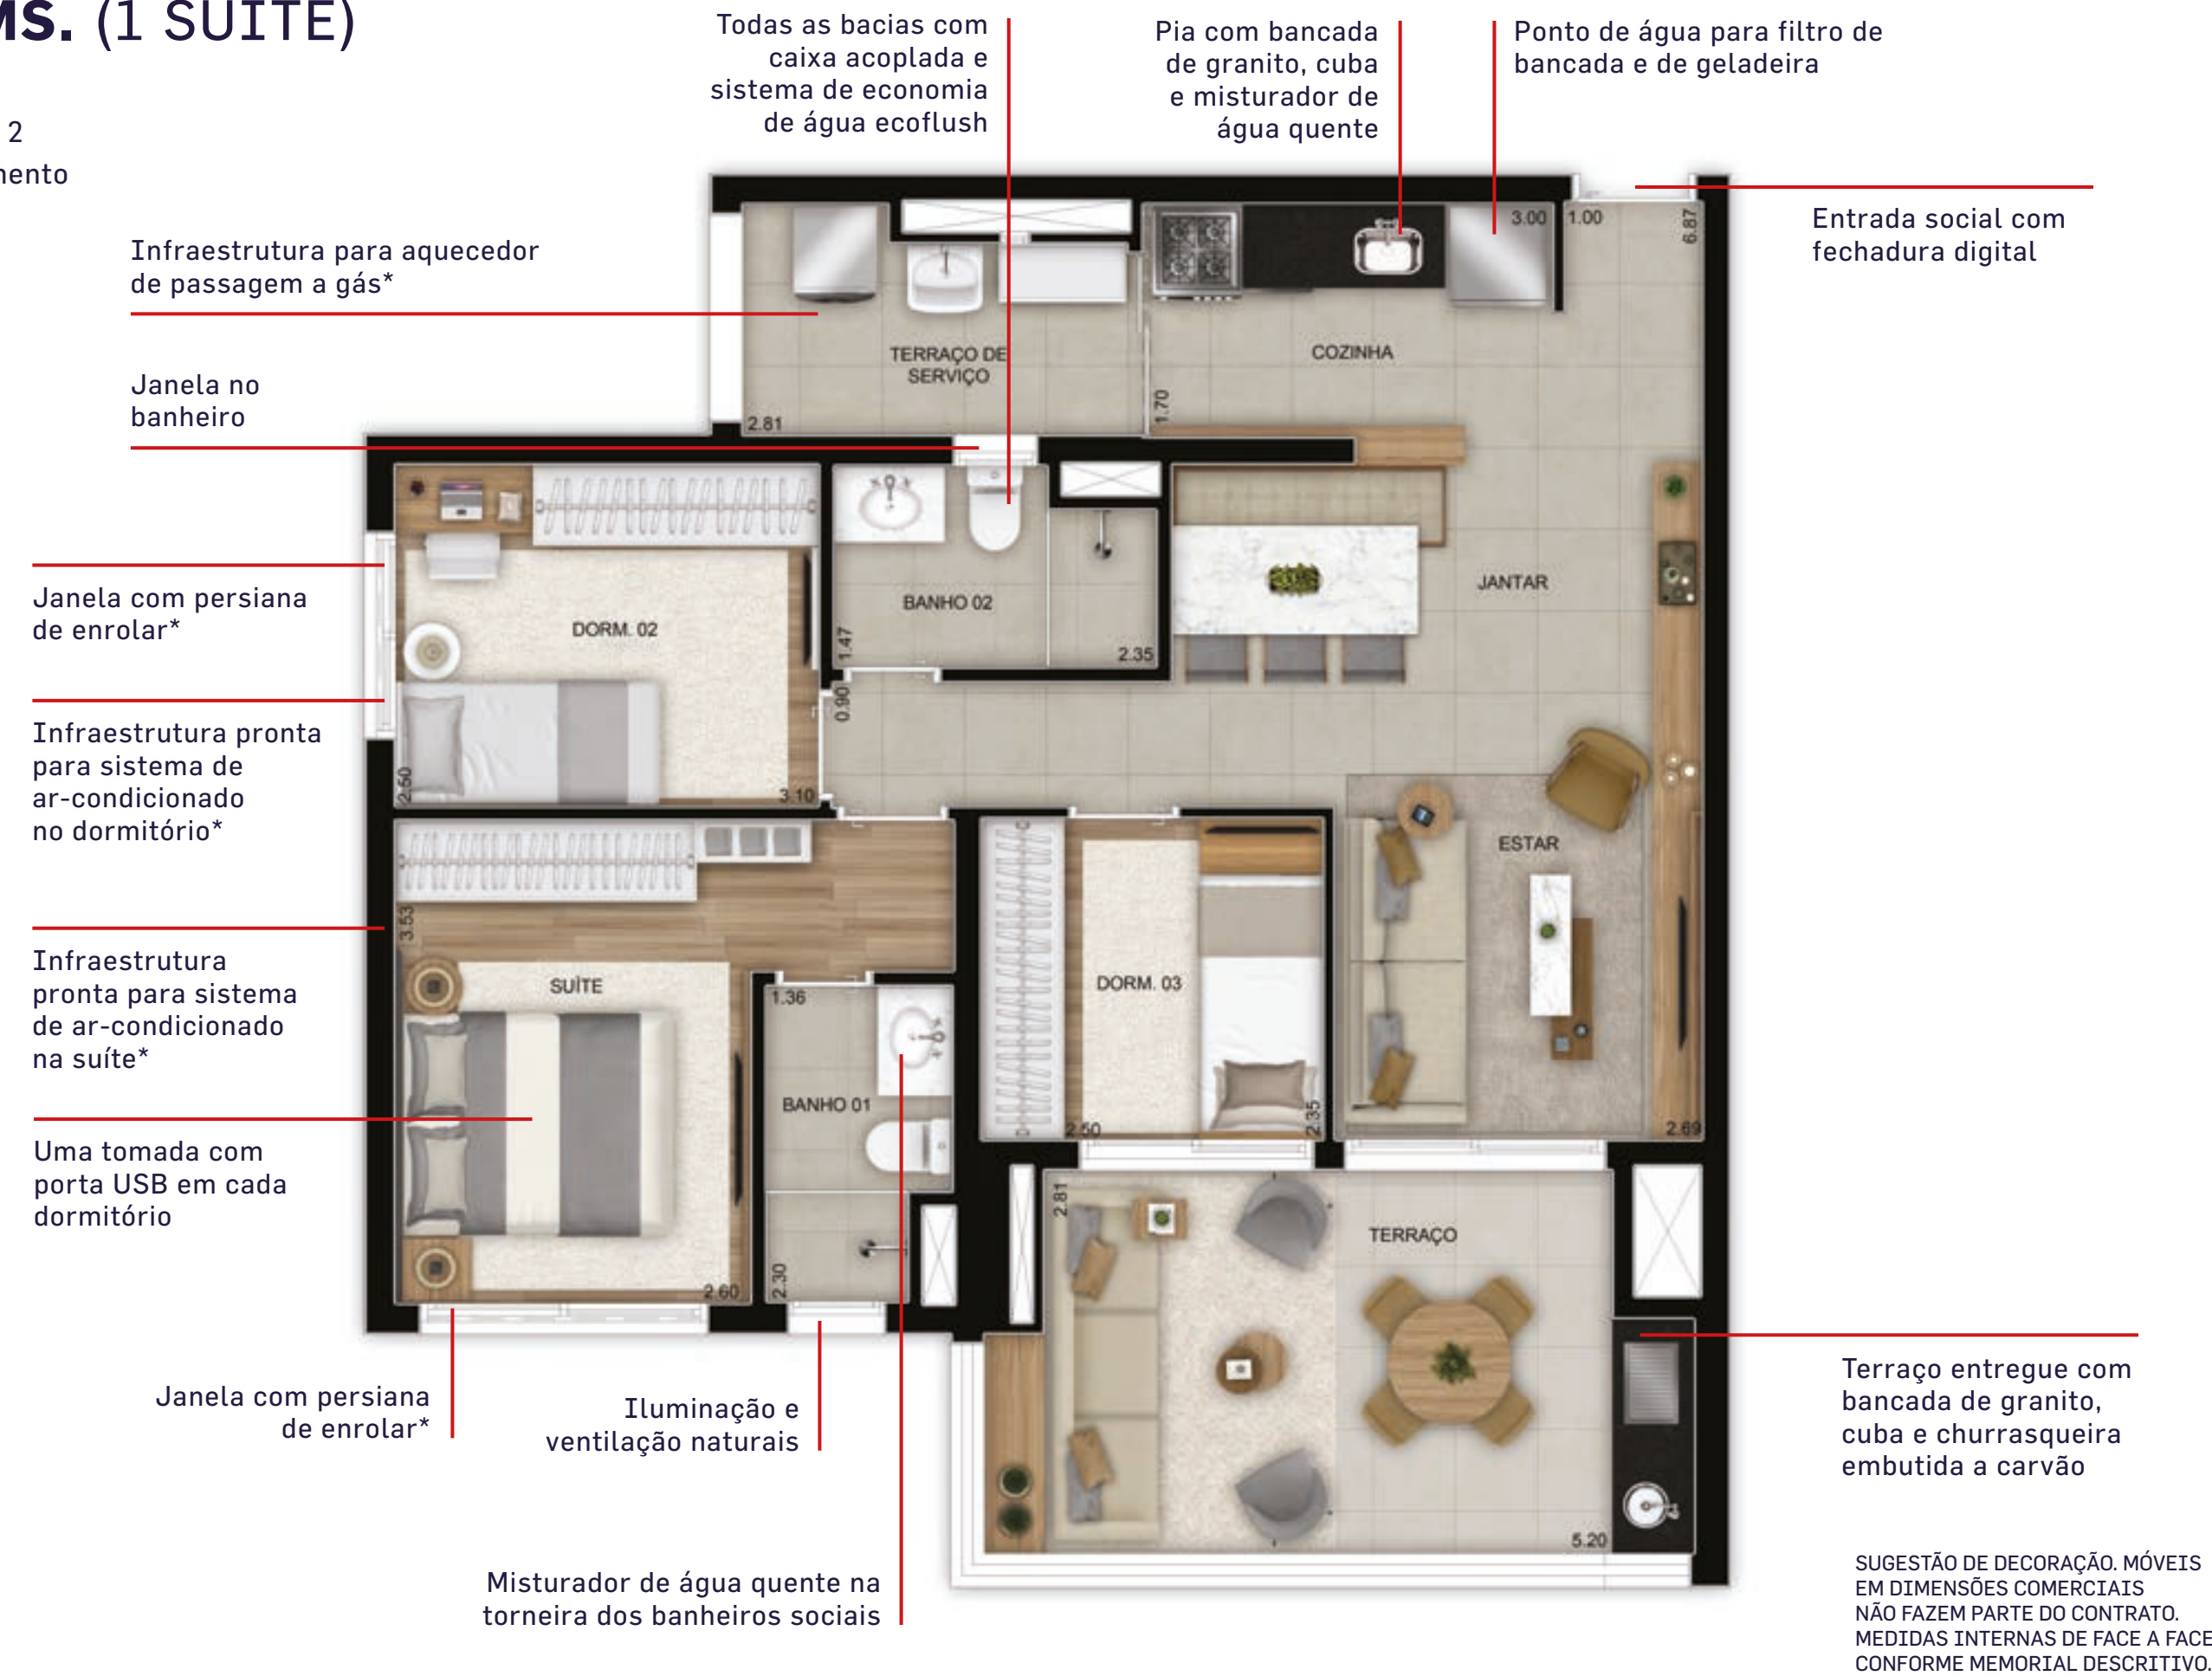 MS. (1 SUÍTE)
2
mento
Todas as bacias com
caixa acoplada e
sistema de economia
de água ecoflush
Pia com bancada
de granito, cuba
e misturador de
água quente
Ponto de água para filtro de
bancada e de geladeira
Entrada social com
fechadura digital
Infraestrutura para aquecedor
de passagem a gás*
Janela no
banheiro
Janela com persiana
de enrolar*
Infraestrutura pronta
para sistema de
ar-condicionado
no dormitório*
Infraestrutura
pronta para sistema
de ar-condicionado
na suíte*
Uma tomada com
porta USB em cada
dormitório
Janela com persiana
de enrolar*
Iluminação e
ventilação naturais
Misturador de água quente na
torneira dos banheiros sociais
Terraço entregue com
bancada de granito,
cuba e churrasqueira
embutida a carvão
3.00
1.00
6.87
TERRAÇO DE
SERVIÇO
2.81
COZINHA
1.70
DORM. 02
2.50
3.10
BANHO 02
1.47
2.35
0.90
JANTAR
ESTAR
2.69
3.53
SUÍTE
2.60
1.36
BANHO 01
2.30
DORM. 03
2.50
2.35
2.81
TERRAÇO
5.20
SUGESTÃO DE DECORAÇÃO. MÓVEIS
EM DIMENSÕES COMERCIAIS
NÃO FAZEM PARTE DO CONTRATO.
MEDIDAS INTERNAS DE FACE A FACE
CONFORME MEMORIAL DESCRITIVO.